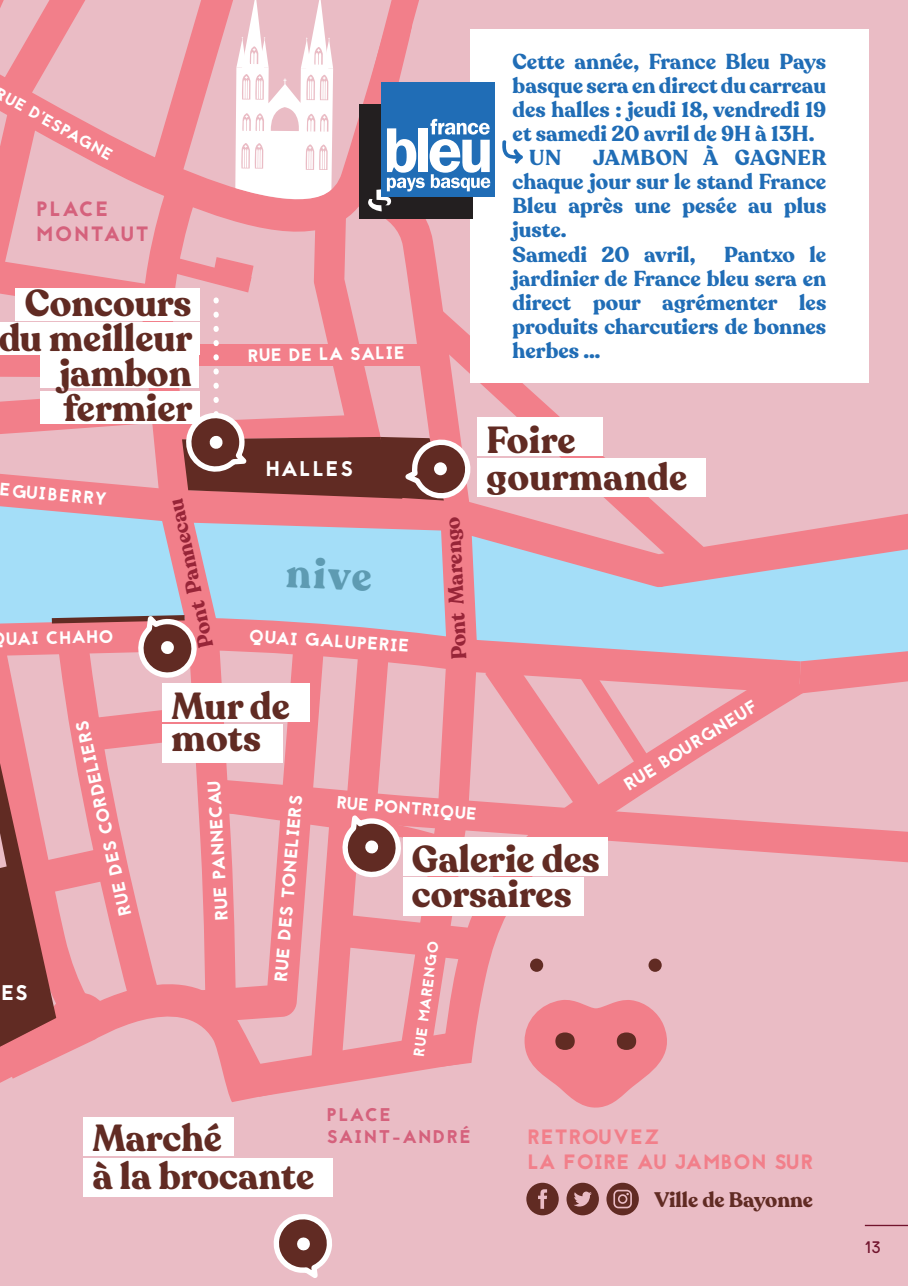 RUE D'ESPAGNE
PLACE
MONTAUT
france
bleu
pays basque
Cette année, France Bleu Pays
basque sera en direct du carreau
des halles : jeudi 18, vendredi 19
et samedi 20 avril de 9H à 13H.
UN JAMBON À GAGNER
chaque jour sur le stand France
Bleu après une pesée au plus
juste.
Samedi 20 avril, Pantxo le
jardinier de France bleu sera en
direct pour agrémenter les
produits charcutiers de bonnes
herbes ...
Concours
du meilleur
jambon
fermier
RUE DE LA SALIE
HALLES
Foire
gourmande
EGUIBERRY
Pont Pannecau
nive
Pont Marengo
QUAI CHAHO
QUAI GALUPERIE
Mur de
mots
RUE DES CORDELIERS
RUE PANNECAU
RUE DES TONELIERS
RUE PONTRIQUE
RUE BOURGNEUF
Galerie des
corsaires
RUE MARENGO
ES
PLACE
SAINT-ANDRÉ
Marché
à la brocante
RETROUVEZ
LA FOIRE AU JAMBON SUR
Ville de Bayonne
13